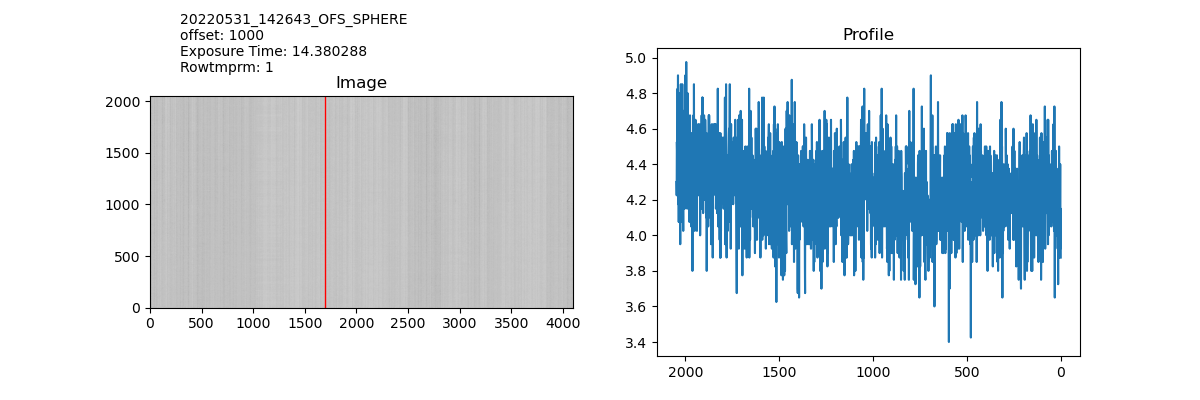 20220531_142643_OFS_SPHERE
offset: 1000
Exposure Time: 14.380288
Rowtmprm: 1
Image
2000
1500
1000
500
0
0 500 1000 1500 2000 2500 3000 3500 4000
Profile
5.0
4.8
4.6
4.4
4.2
4.0
3.8
3.6
3.4
2000 1500 1000 500 0